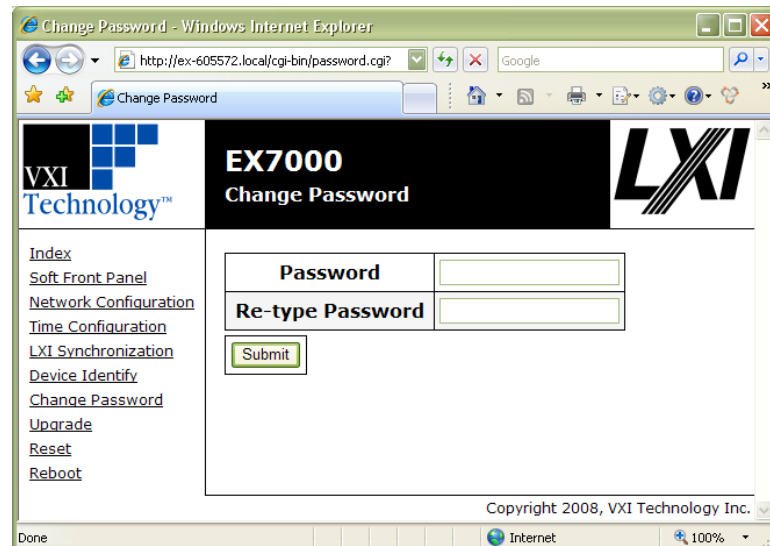 Change Password - Windows Internet Explorer
http://ex-605572.local/cgi-bin/password.cgi?
Google
Change Passwor
VXI
Technology™
EX7000
Change Password
LXI
Index
Soft Front Panel
Network Configuration
Time Configuration
LXI Synchronization
Device Identify
Change Password
Upgrade
Reset
Reboot
Password
Re-type Password
Submit
Copyright 2008, VXI Technology Inc.
Done
Internet
100%